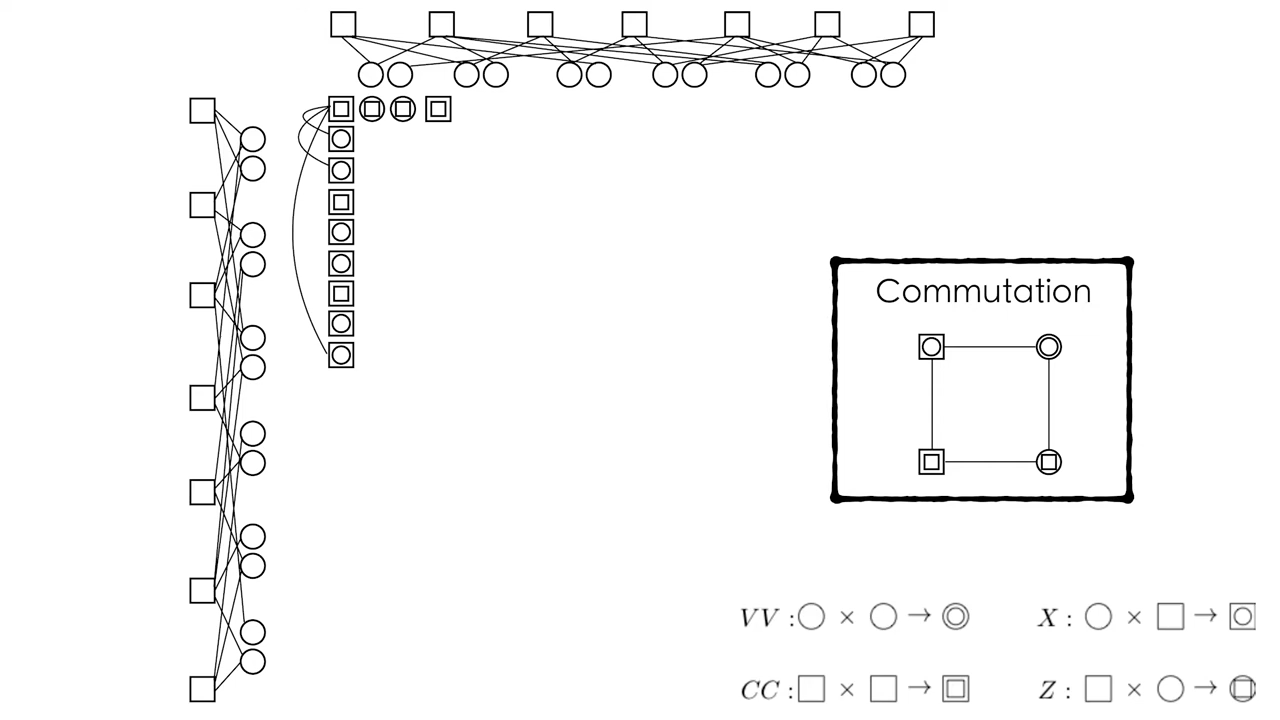 Commutation
VV : ○ × ○ → ◎
X : ○ × □ →
CC : □ × □ →
Z : □ × ○ →